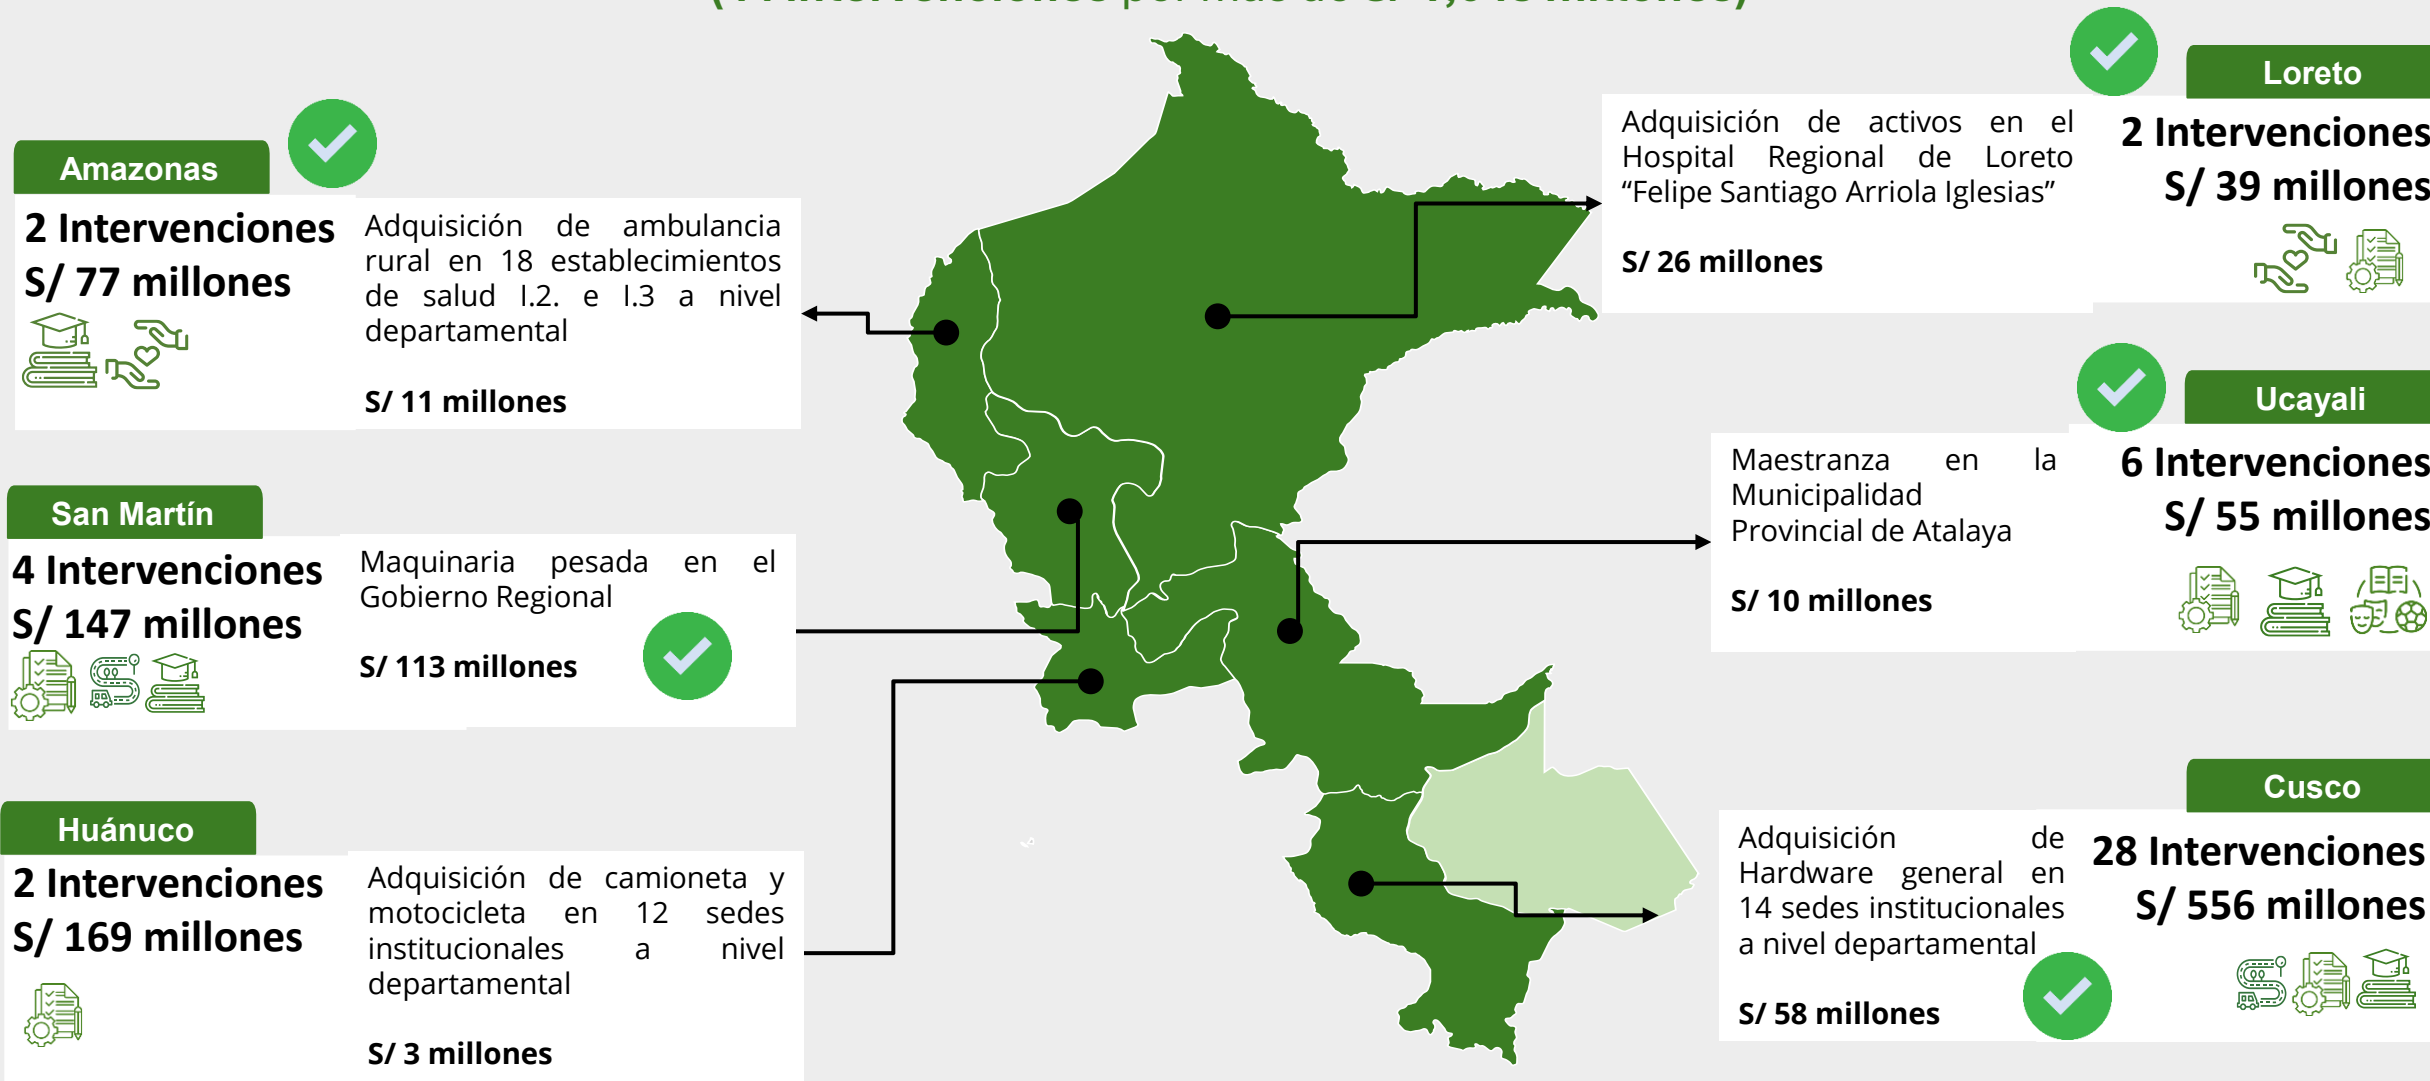 Amazonas
2 Intervenciones
S/ 77 millones
Adquisición de ambulancia
rural en 18 establecimientos
de salud I.2. e I.3 a nivel
departamental
S/ 11 millones
San Martín
4 Intervenciones
S/ 147 millones
Maquinaria pesada en el
Gobierno Regional
S/ 113 millones
Huánuco
2 Intervenciones
S/ 169 millones
Adquisición de camioneta y
motocicleta en 12 sedes
institucionales a nivel
departamental
S/ 3 millones
Loreto
2 Intervenciones
S/ 39 millones
Adquisición de activos en el
Hospital Regional de Loreto
“Felipe Santiago Arriola Iglesias”
S/ 26 millones
Ucayali
6 Intervenciones
S/ 55 millones
Maestranza en la
Municipalidad
Provincial de Atalaya
S/ 10 millones
Cusco
28 Intervenciones
S/ 556 millones
Adquisición de
Hardware general en
14 sedes institucionales
a nivel departamental
S/ 58 millones